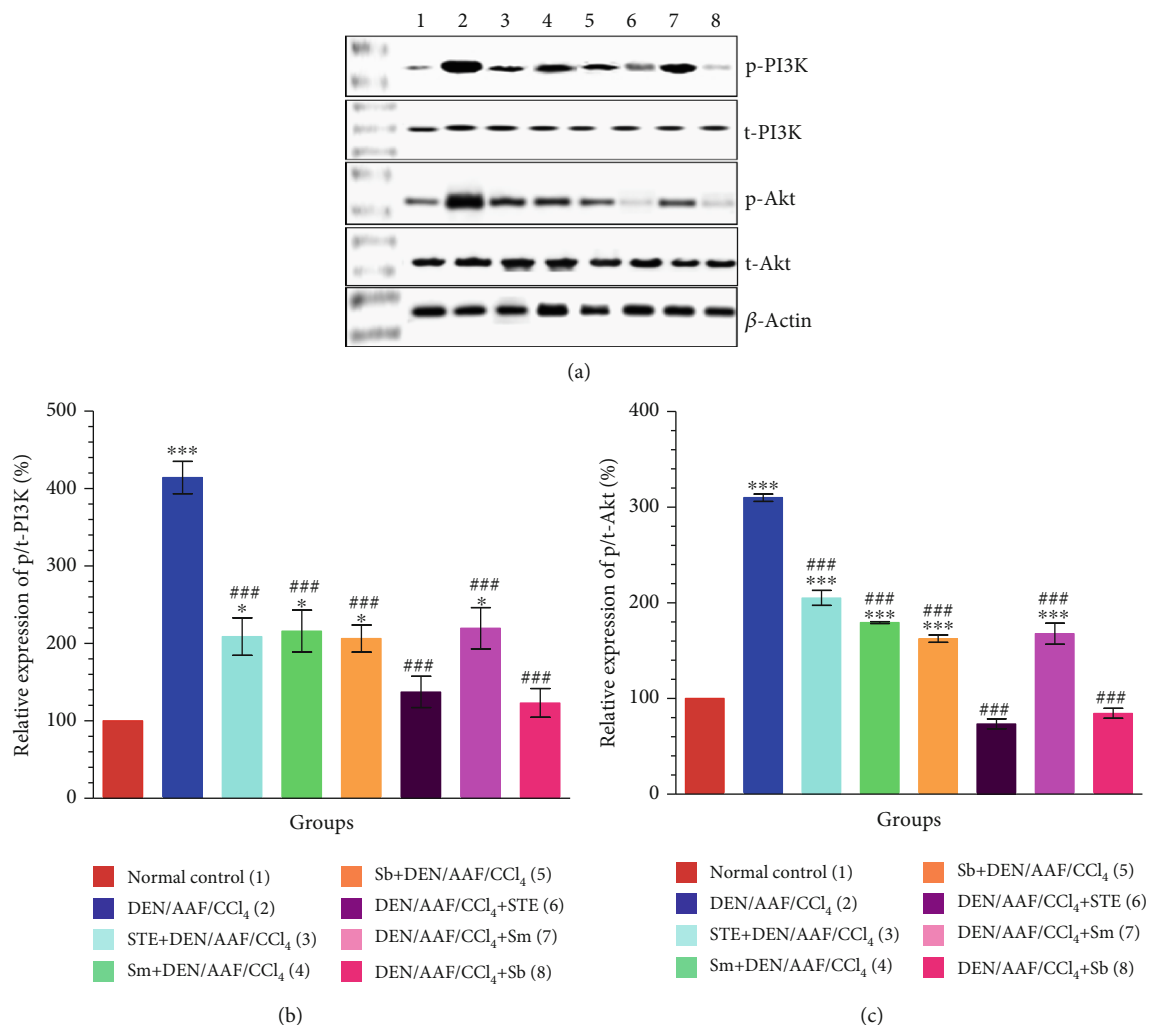 1 2 3 4 5 6 7 8
p-PI3K
t-PI3K
p-Akt
t-Akt
β-Actin
(a)
Relative expression of p/t-PI3K (%)
500
400
300
200
100
0
***
###
*
###
*
###
*
###
###
*
###
Groups
Normal control (1)
DEN/AAF/CCl₄ (2)
STE+DEN/AAF/CCl₄ (3)
Sm+DEN/AAF/CCl₄ (4)
Sb+DEN/AAF/CCl₄ (5)
DEN/AAF/CCl₄+STE (6)
DEN/AAF/CCl₄+Sm (7)
DEN/AAF/CCl₄+Sb (8)
(b)
Relative expression of p/t-Akt (%)
400
300
200
100
0
***
###
***
###
***
###
***
###
###
***
###
Groups
Normal control (1)
DEN/AAF/CCl₄ (2)
STE+DEN/AAF/CCl₄ (3)
Sm+DEN/AAF/CCl₄ (4)
Sb+DEN/AAF/CCl₄ (5)
DEN/AAF/CCl₄+STE (6)
DEN/AAF/CCl₄+Sm (7)
DEN/AAF/CCl₄+Sb (8)
(c)